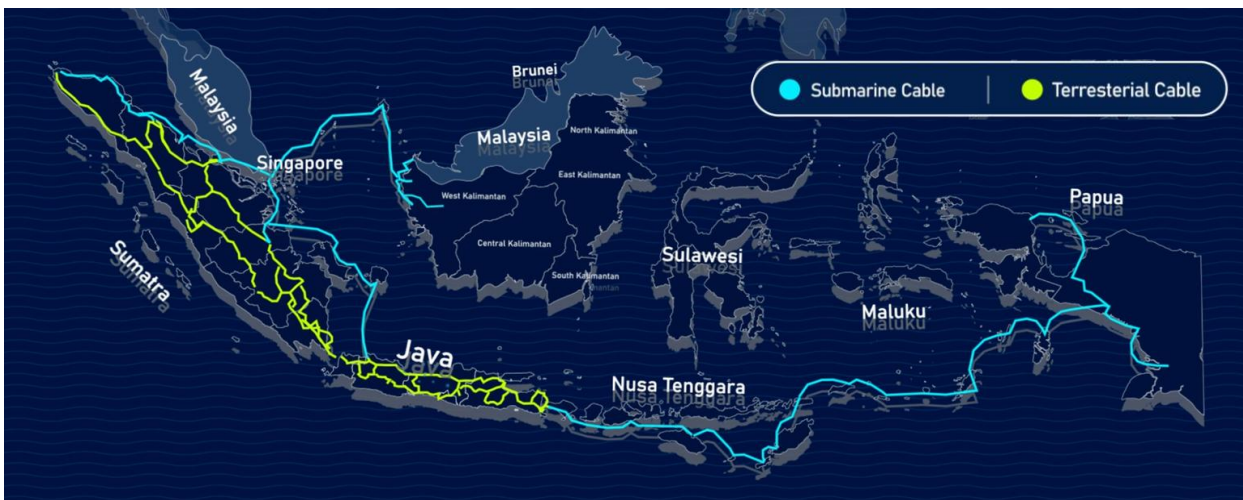 Submarine Cable
Terresterial Cable
Malaysia
Singapore
Sumatra
Java
Brunei
Malaysia
North Kalimantan
East Kalimantan
West Kalimantan
Central Kalimantan
South Kalimantan
Sulawesi
Nusa Tenggara
Maluku
Papua